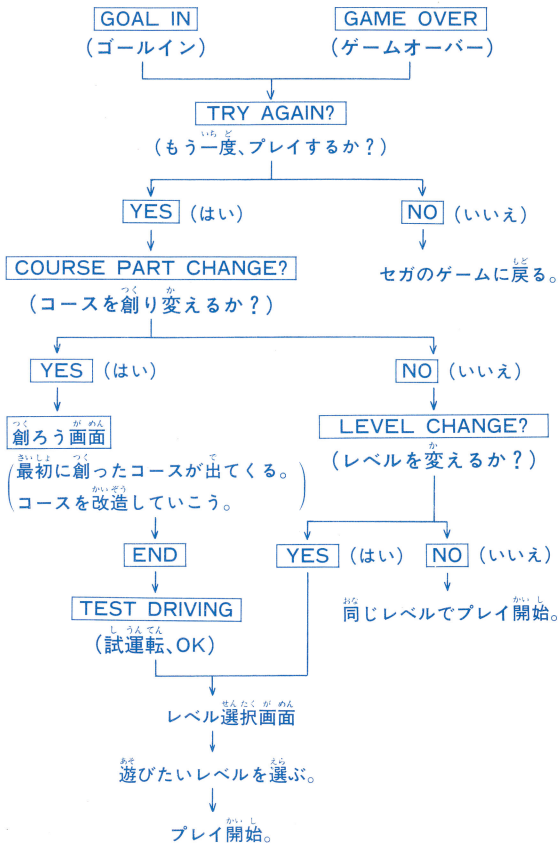 GOAL IN
GAME OVER
(ゴールイン)
(ゲームオーバー)
TRY AGAIN?
(もう一度、プレイするか?)
YES (はい)
NO (いいえ)
COURSE PART CHANGE?
セガのゲームに戻る。
(コースを創り変えるか?)
YES (はい)
NO (いいえ)
創ろう画面
LEVEL CHANGE?
(最初に創ったコースが出てくる。
コースを改造していこう。)
(レベルを変えるか?)
END
YES (はい)
NO (いいえ)
TEST DRIVING
同じレベルでプレイ開始。
(試運転、OK)
レベル選択画面
遊びたいレベルを選ぶ。
プレイ開始。